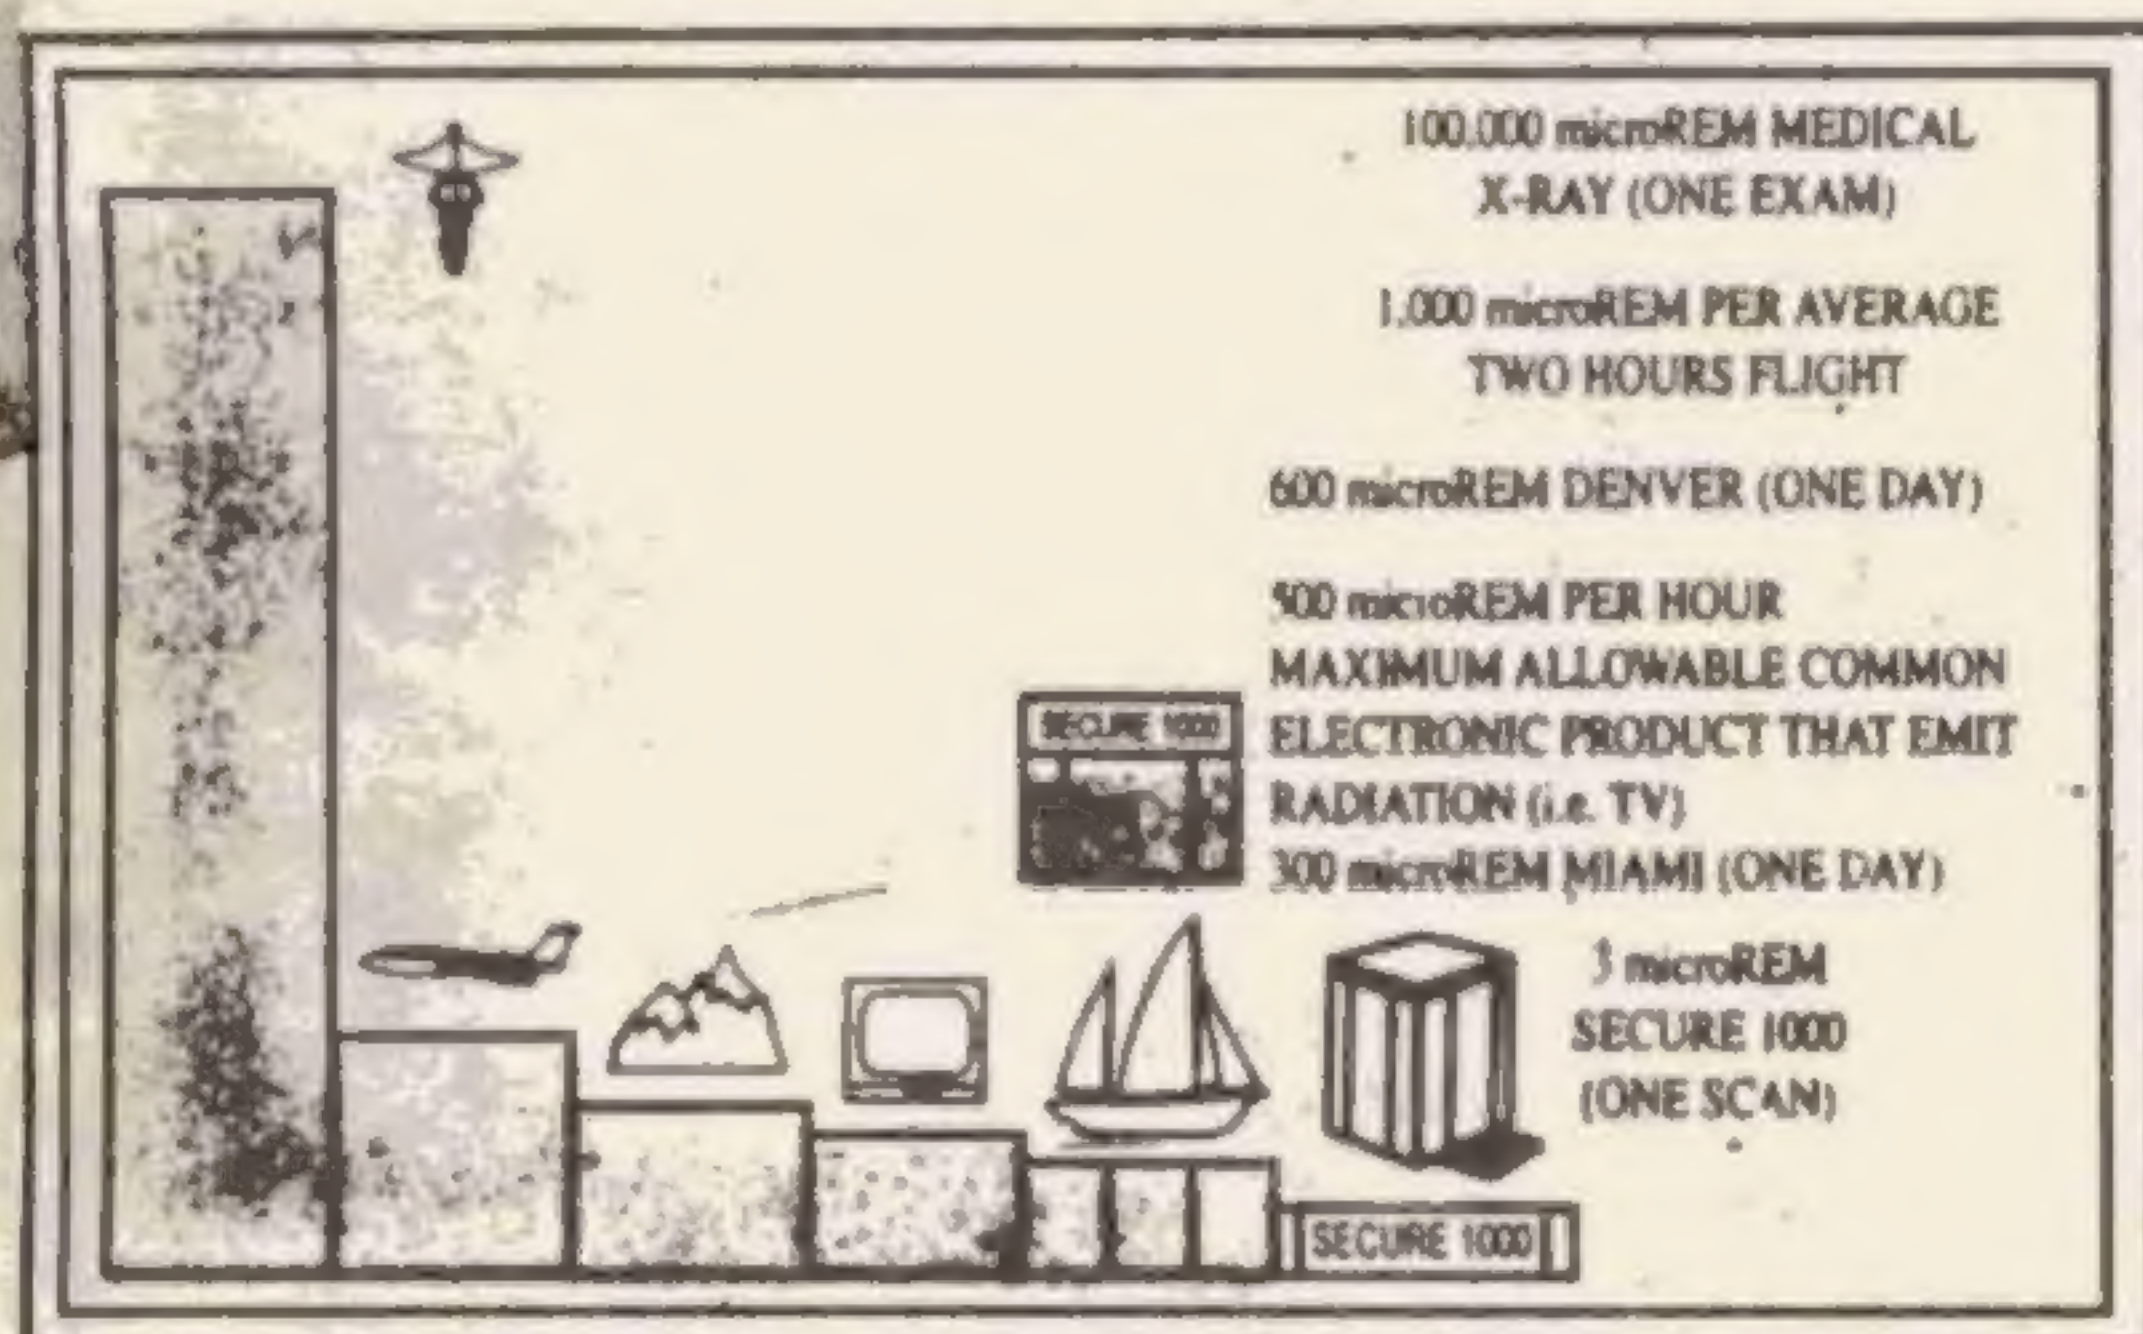 100,000 microREM MEDICAL
X-RAY (ONE EXAM)
1,000 microREM PER AVERAGE
TWO HOURS FLIGHT
600 microREM DENVER (ONE DAY)
500 microREM PER HOUR
MAXIMUM ALLOWABLE COMMON
ELECTRONIC PRODUCT THAT EMIT
RADIATION (i.e. TV)
300 microREM MIAMI (ONE DAY)
SECURE 1000
3 microREM
SECURE 1000
(ONE SCAN)
SECURE 1000